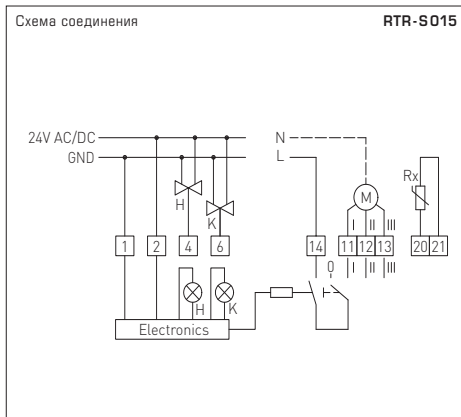 Схема соединения RTR-S015
24V AC/DC N
GND L
H
K
M
Rx
I II III
1 2 4 6 14 11 12 13 20 21
0 I II III
H K
Electronics